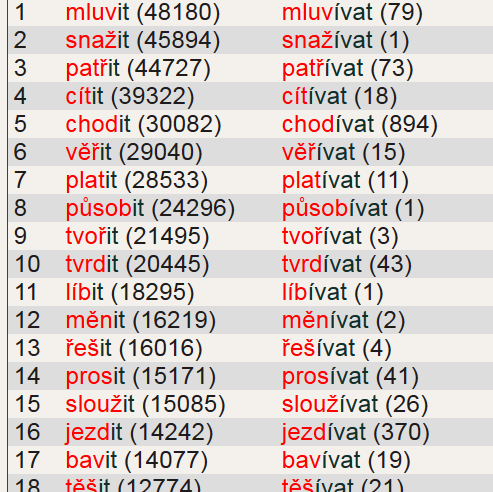 1 mluvit (48180) mluvívat (79)
2 snažit (45894) snažívat (1)
3 patřit (44727) patřívat (73)
4 cítit (39322) cítívat (18)
5 chodit (30082) chodívat (894)
6 věřit (29040) věřívat (15)
7 platit (28533) platívat (11)
8 působit (24296) působívat (1)
9 tvořit (21495) tvořívat (3)
10 tvrdit (20445) tvrdívat (43)
11 líbit (18295) líbívat (1)
12 měnit (16219) měnívat (2)
13 řešit (16016) řešívat (4)
14 prosit (15171) prosívat (41)
15 sloužit (15085) sloužívat (26)
16 jezdit (14242) jezdívat (370)
17 bavit (14077) bavívat (19)
18 těšit (12774) těšívat (21)